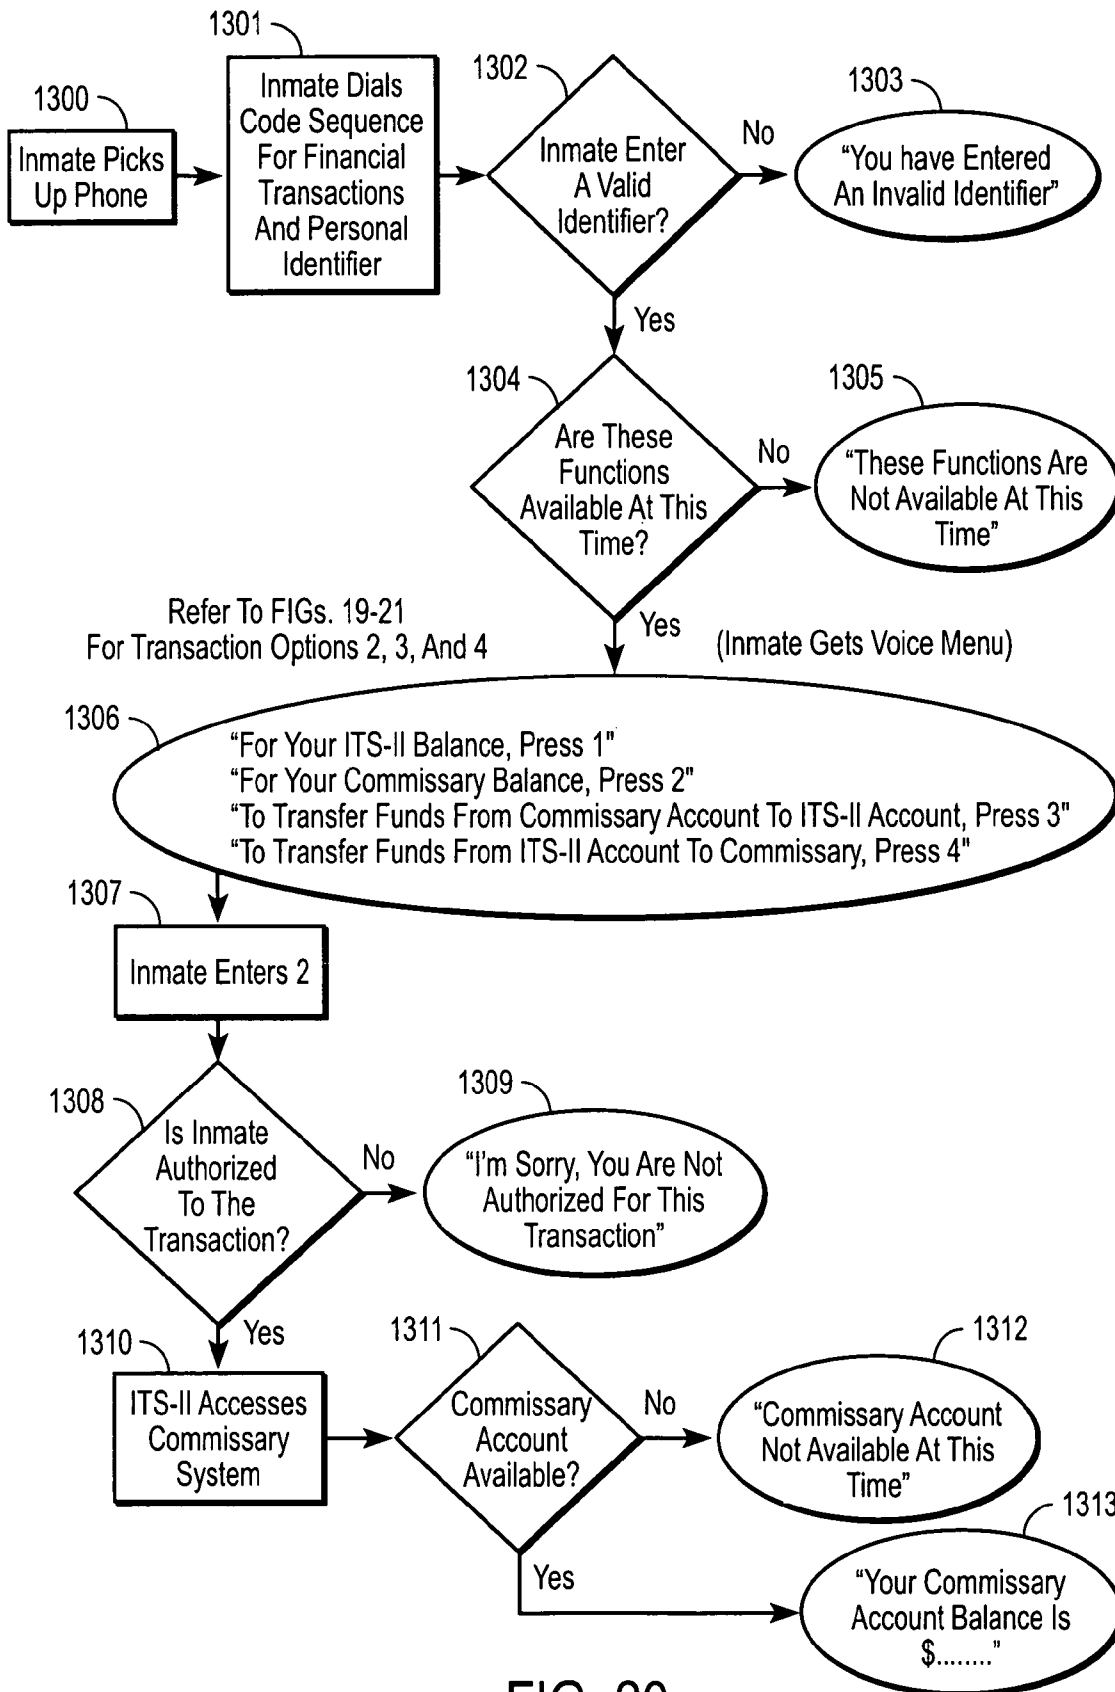 1300
Inmate Picks
Up Phone
1301
Inmate Dials
Code Sequence
For Financial
Transactions
And Personal
Identifier
1302
Inmate Enter
A Valid
Identifier?
No
1303
“You have Entered
An Invalid Identifier”
Yes
1304
Are These
Functions
Available At This
Time?
No
1305
“These Functions Are
Not Available At This
Time”
Yes
Refer To FIGs. 19-21
For Transaction Options 2, 3, And 4
(Inmate Gets Voice Menu)
1306
“For Your ITS-II Balance, Press 1"
“For Your Commissary Balance, Press 2"
“To Transfer Funds From Commissary Account To ITS-II Account, Press 3"
“To Transfer Funds From ITS-II Account To Commissary, Press 4"
1307
Inmate Enters 2
1308
Is Inmate
Authorized
To The
Transaction?
No
1309
“I'm Sorry, You Are Not
Authorized For This
Transaction”
Yes
1310
ITS-II Accesses
Commissary
System
1311
Commissary
Account
Available?
No
1312
“Commissary Account
Not Available At This
Time”
Yes
1313
“Your Commissary
Account Balance Is
$........”